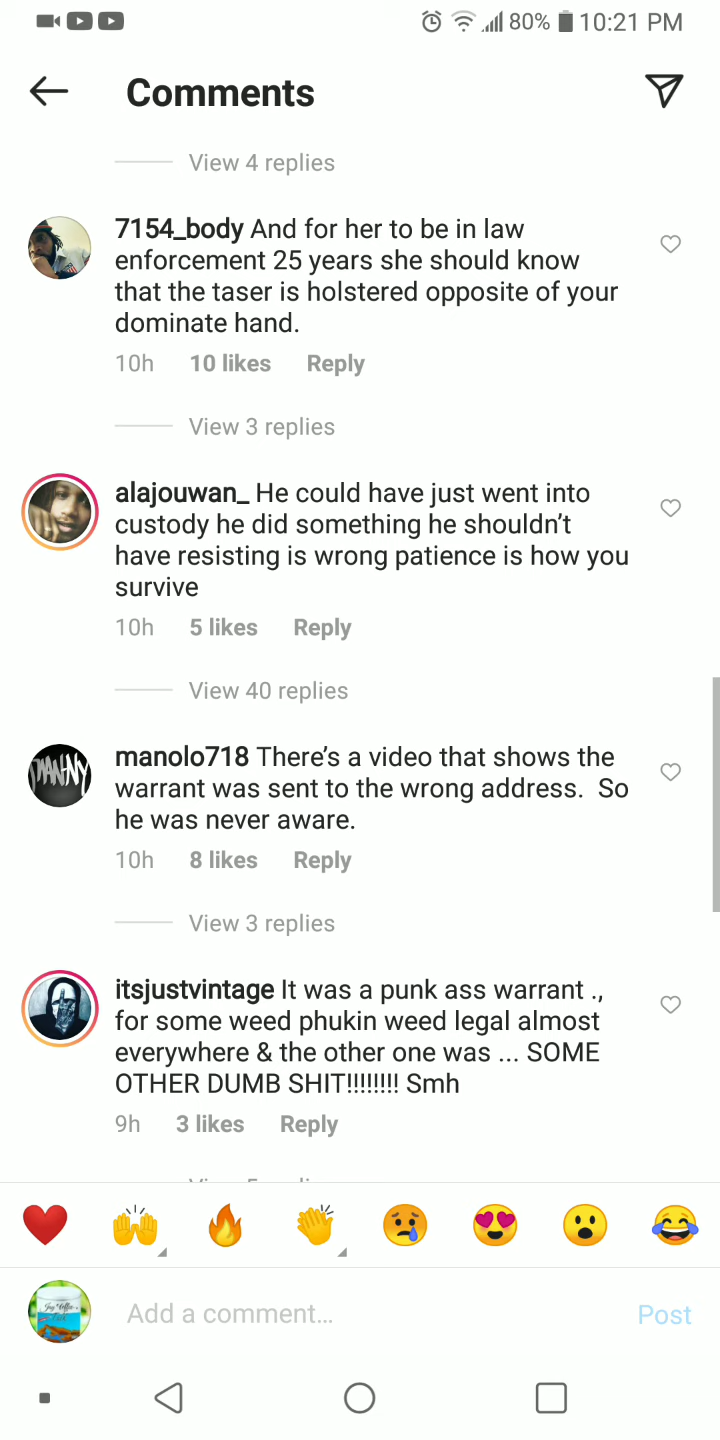 80% 10:21 PM
Comments
View 4 replies
7154_body And for her to be in law
enforcement 25 years she should know
that the taser is holstered opposite of your
dominate hand.
10h 10 likes Reply
View 3 replies
alajouwan_ He could have just went into
custody he did something he shouldn't
have resisting is wrong patience is how you
survive
10h 5 likes Reply
View 40 replies
manolo718 There's a video that shows the
warrant was sent to the wrong address.  So
he was never aware.
10h 8 likes Reply
View 3 replies
itsjustvintage It was a punk ass warrant .,
for some weed phukin weed legal almost
everywhere & the other one was ... SOME
OTHER DUMB SHIT!!!!!!!! Smh
9h 3 likes Reply
Add a comment...
Post